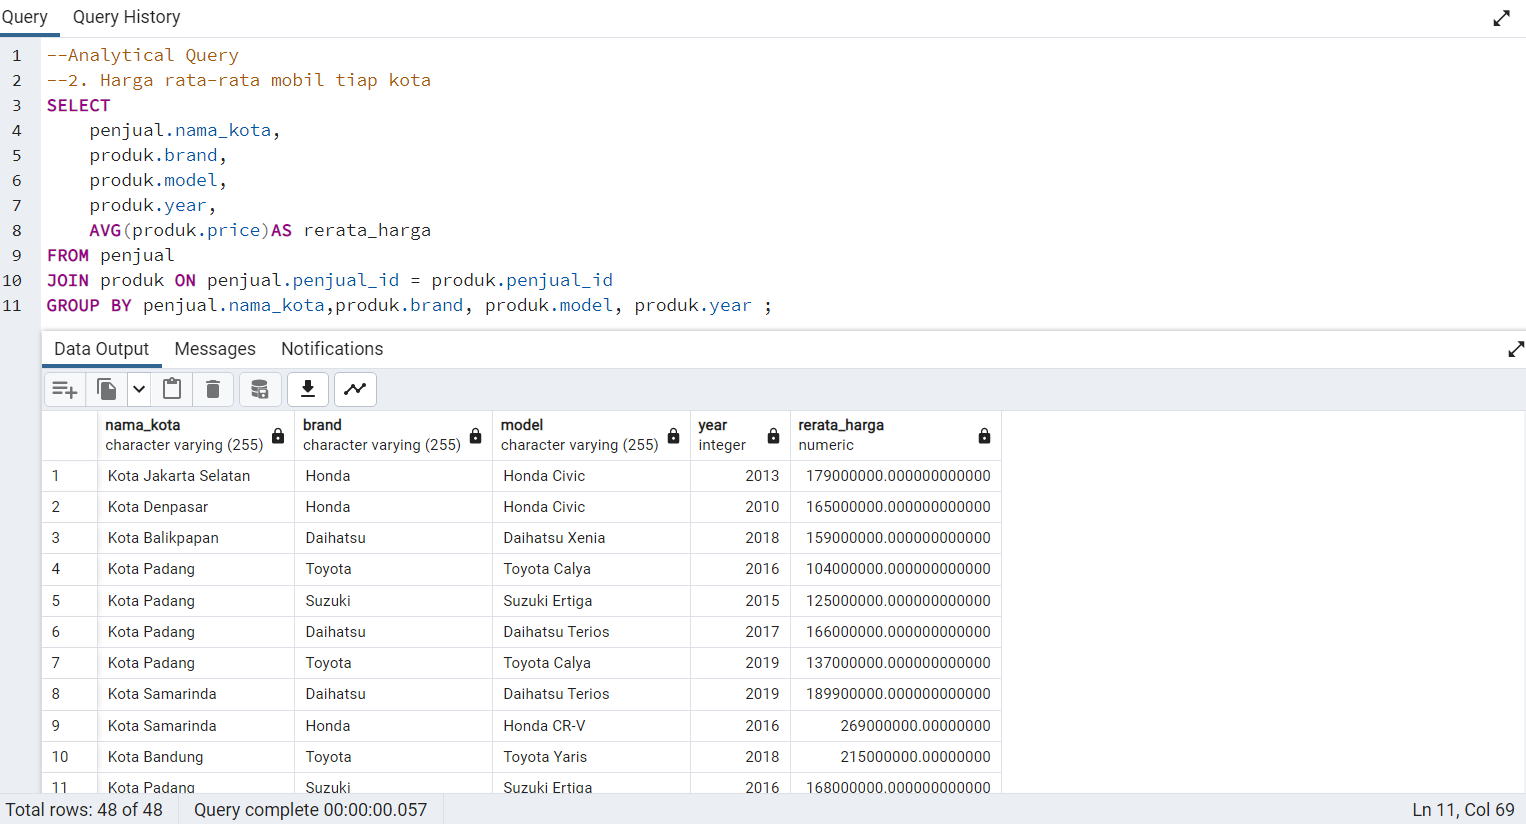 Query Query History
1 --Analytical Query
2 --2. Harga rata-rata mobil tiap kota
3 SELECT
4 penjual.nama_kota,
5 produk.brand,
6 produk.model,
7 produk.year,
8 AVG(produk.price)AS rerata_harga
9 FROM penjual
10 JOIN produk ON penjual.penjual_id = produk.penjual_id
11 GROUP BY penjual.nama_kota,produk.brand, produk.model, produk.year ;
Data Output Messages Notifications
nama_kota brand model year rerata_harga
character varying (255) character varying (255) character varying (255) integer numeric
1 Kota Jakarta Selatan Honda Honda Civic 2013 179000000.000000000000
2 Kota Denpasar Honda Honda Civic 2010 165000000.000000000000
3 Kota Balikpapan Daihatsu Daihatsu Xenia 2018 159000000.000000000000
4 Kota Padang Toyota Toyota Calya 2016 104000000.000000000000
5 Kota Padang Suzuki Suzuki Ertiga 2015 125000000.000000000000
6 Kota Padang Daihatsu Daihatsu Terios 2017 166000000.000000000000
7 Kota Padang Toyota Toyota Calya 2019 137000000.000000000000
8 Kota Samarinda Daihatsu Daihatsu Terios 2019 189900000.000000000000
9 Kota Samarinda Honda Honda CR-V 2016 269000000.00000000
10 Kota Bandung Toyota Toyota Yaris 2018 215000000.00000000
11 Kota Padang Suzuki Suzuki Ertiga 2016 168000000.000000000000
Total rows: 48 of 48 Query complete 00:00:00.057 Ln 11, Col 69